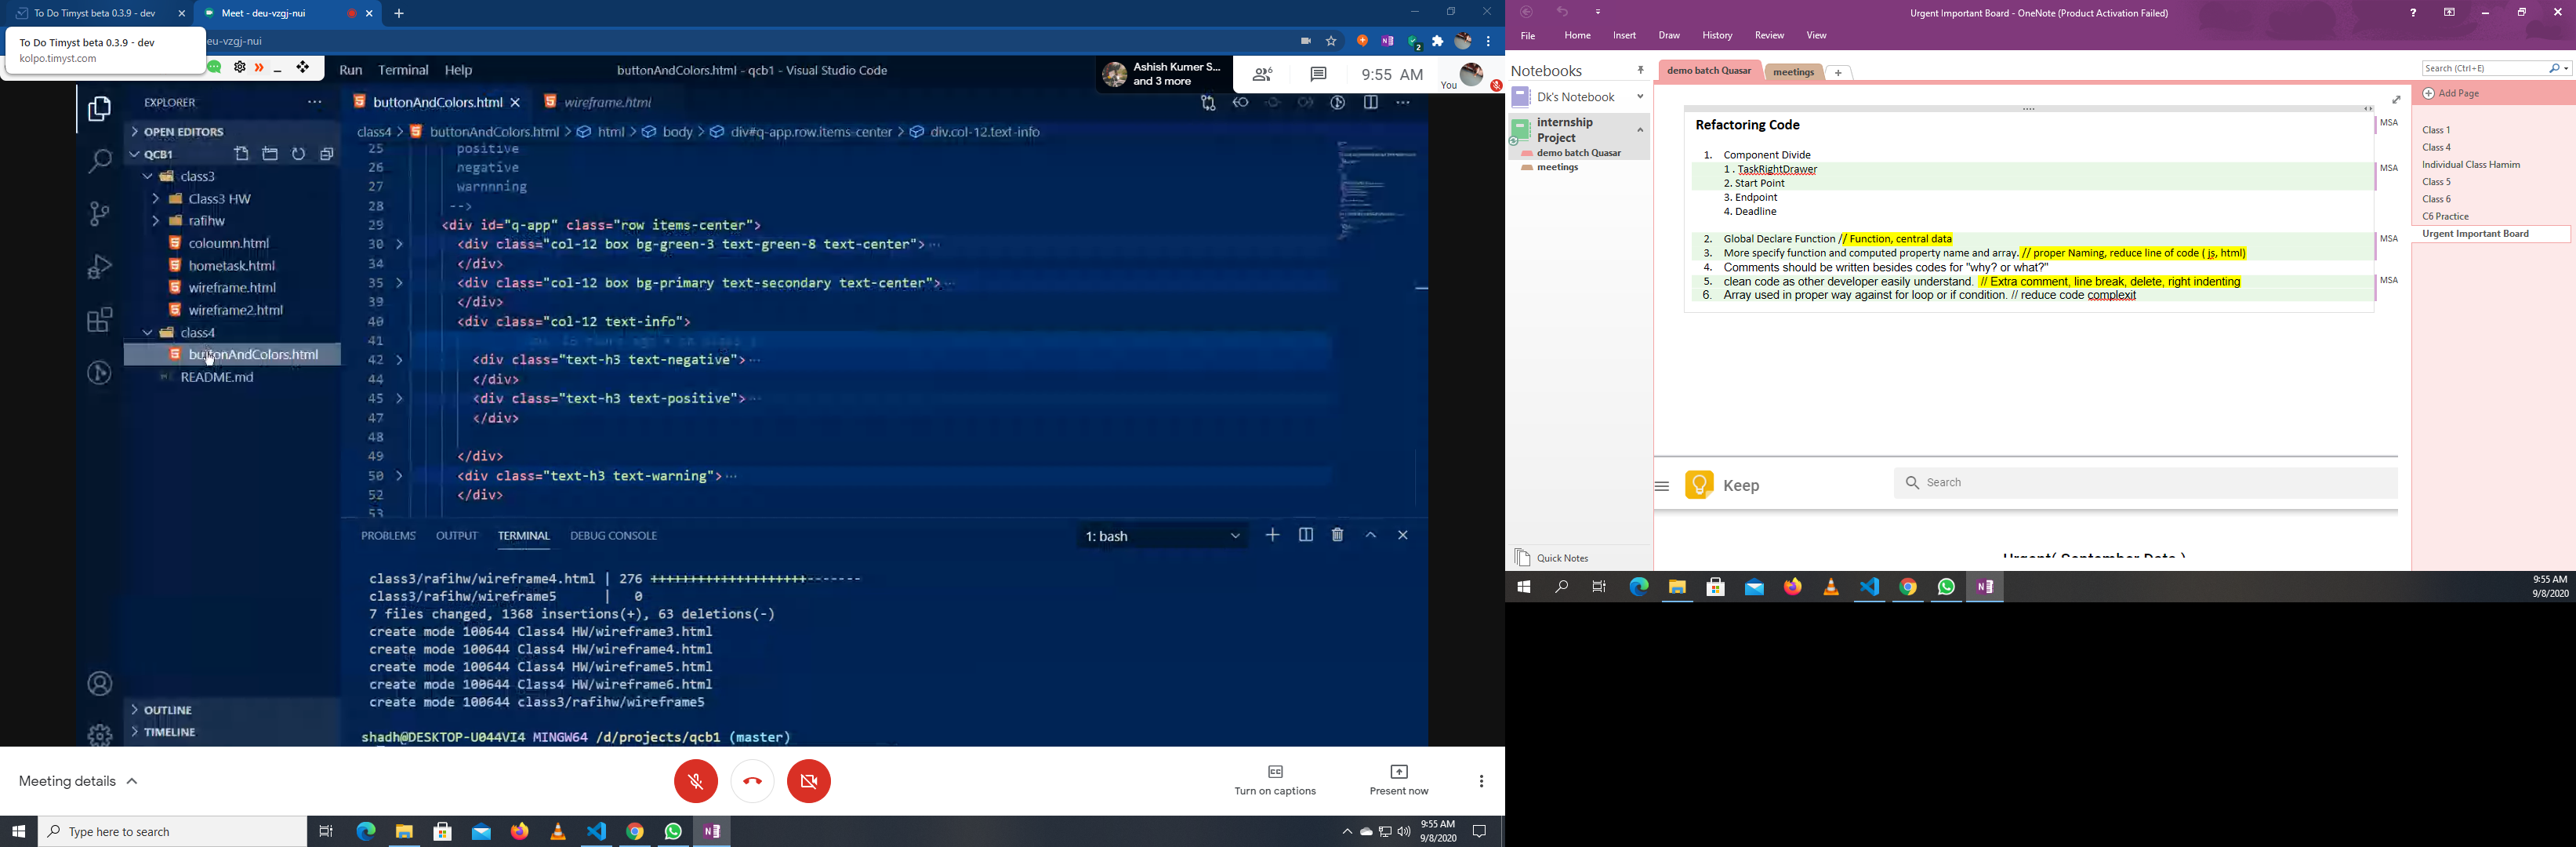 To Do Timyst beta 0.3.9 - dev
Meet - deu-vzgj-nui
To Do Timyst beta 0.3.9 - dev
kolpo.timyst.com
eu-vzgj-nui
2
Run Terminal Help
buttonAndColors.html - qcb1 - Visual Studio Code
Ashish Kumar S...
and 3 more
6
9:55 AM
You
EXPLORER
buttonAndColors.html
wireframe.html
OPEN EDITORS
class4 > buttonAndColors.html > html > body > div#q-app.row.items-center > div.col-12.text-info
QCB1
class3
Class3 HW
rafihw
coloumn.html
hometask.html
wireframe.html
wireframe2.html
class4
buttonAndColors.html
README.md
OUTLINE
TIMELINE
25 positive
26 negative
27 warnning
28 -->
29 <div id="q-app" class="row items-center">
30 <div class="col-12 box bg-green-3 text-green-8 text-center">...
34 </div>
35 <div class="col-12 box bg-primary text-secondary text-center">...
39 </div>
40 <div class="col-12 text-info">
41
42 <div class="text-h3 text-negative">...
44 </div>
45 <div class="text-h3 text-positive">...
47 </div>
48
49 </div>
50 <div class="text-h3 text-warning">...
52 </div>
53
PROBLEMS OUTPUT TERMINAL DEBUG CONSOLE
1: bash
class3/rafihw/wireframe4.html | 276 ++++++++++++++++++++-------
class3/rafihw/wireframe5 | 0
7 files changed, 1368 insertions(+), 63 deletions(-)
create mode 100644 Class4 HW/wireframe3.html
create mode 100644 Class4 HW/wireframe4.html
create mode 100644 Class4 HW/wireframe5.html
create mode 100644 Class4 HW/wireframe6.html
create mode 100644 class3/rafihw/wireframe5
shadh@DESKTOP-U044VI4 MINGW64 /d/projects/qcb1 (master)
Meeting details
Turn on captions
Present now
Type here to search
9:55 AM
9/8/2020
Urgent Important Board - OneNote (Product Activation Failed)
File Home Insert Draw History Review View
Notebooks
Dk's Notebook
internship
Project
demo batch Quasar
meetings
Quick Notes
demo batch Quasar
meetings
Search (Ctrl+E)
Refactoring Code
MSA
1. Component Divide
1 . TaskRightDrawer
MSA
2. Start Point
3. Endpoint
4. Deadline
2. Global Declare Function // Function, central data
MSA
3. More specify function and computed property name and array. // proper Naming, reduce line of code ( js, html)
4. Comments should be written besides codes for "why? or what?"
5. clean code as other developer easily understand. // Extra comment, line break, delete, right indenting
MSA
6. Array used in proper way against for loop or if condition. // reduce code complexit
Keep
Search
Urgent( September Date )
Add Page
Class 1
Class 4
Individual Class Hamim
Class 5
Class 6
C6 Practice
Urgent Important Board
9:55 AM
9/8/2020